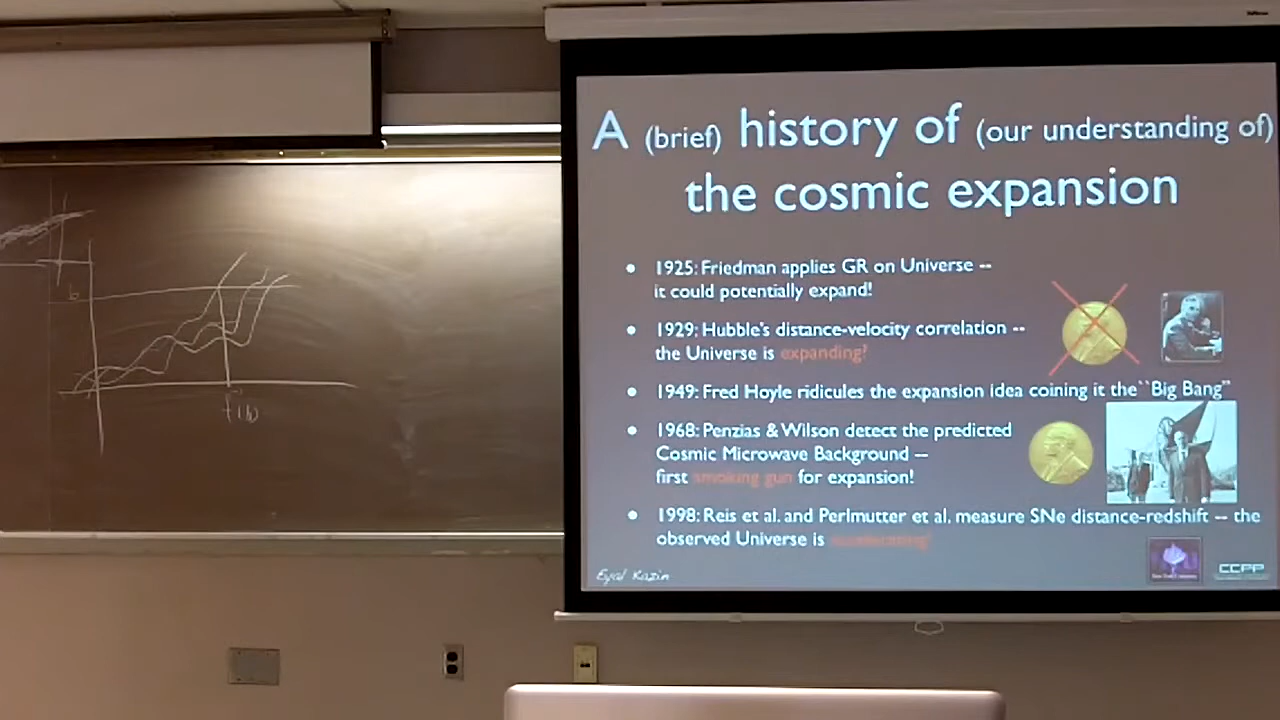 A (brief) history of (our understanding of)
the cosmic expansion
• 1925: Friedman applies GR on Universe --
it could potentially expand!
• 1929: Hubble's distance-velocity correlation --
the Universe is expanding!
• 1949: Fred Hoyle ridicules the expansion idea coining it the``Big Bang"
• 1968: Penzias & Wilson detect the predicted
Cosmic Microwave Background --
first smoking gun for expansion!
• 1998: Reis et al. and Perlmutter et al. measure SNe distance-redshift -- the
observed Universe is accelerating!
Eyal Kazin
CCPP
b